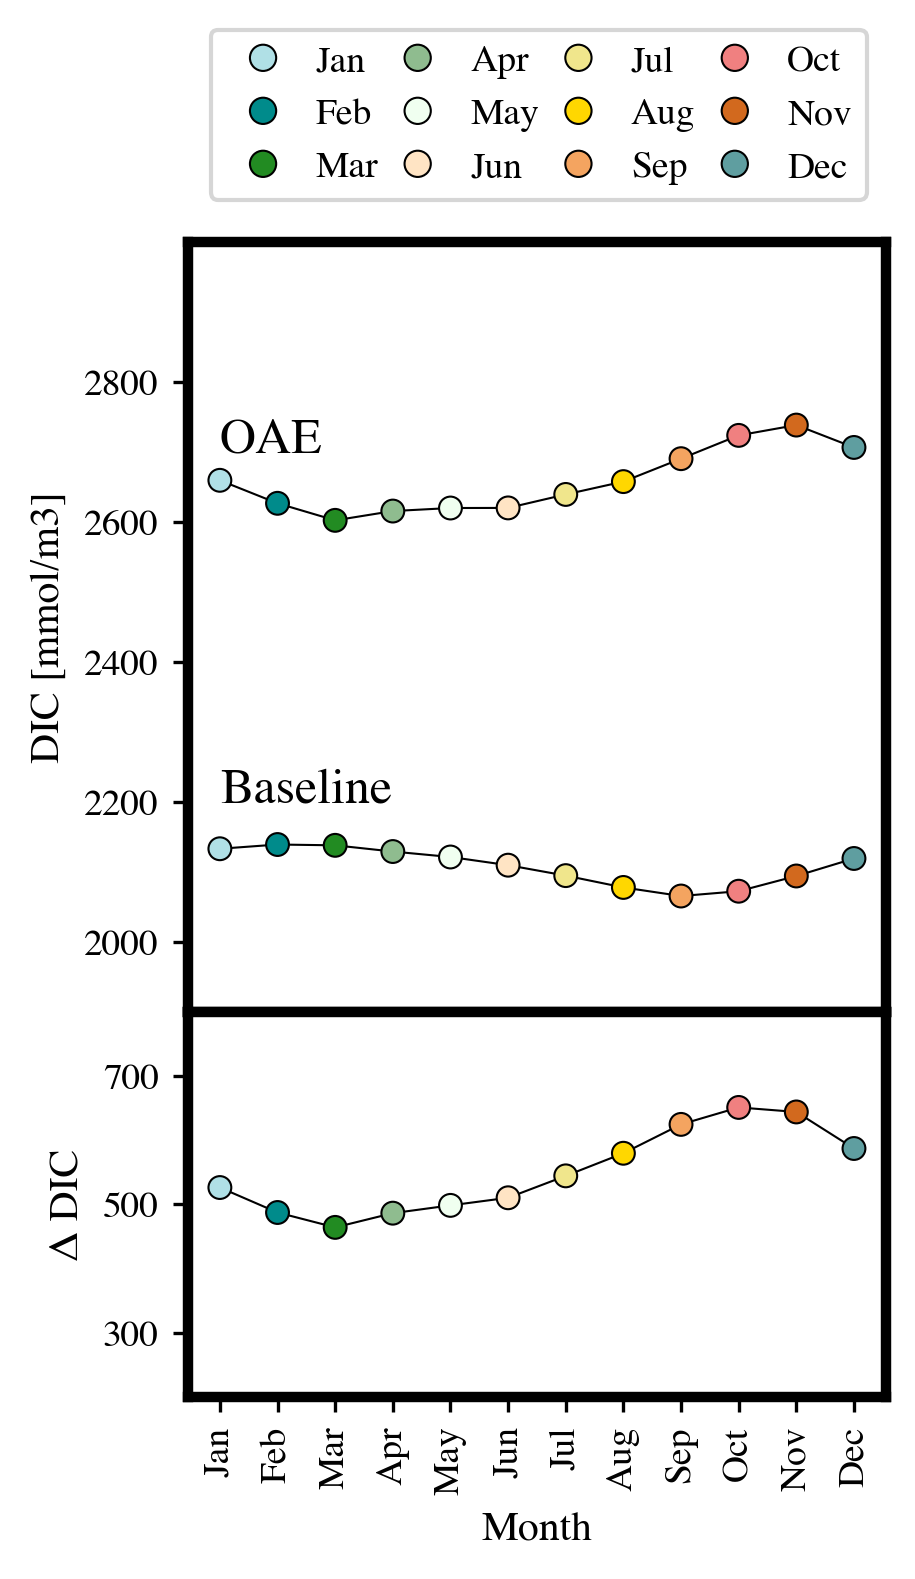 Jan Apr Jul Oct
Feb May Aug Nov
Mar Jun Sep Dec
2800
OAE
2600
DIC [mmol/m3]
2400
Baseline
2200
2000
700
Δ DIC
500
300
Jan Feb Mar Apr May Jun Jul Aug Sep Oct Nov Dec
Month